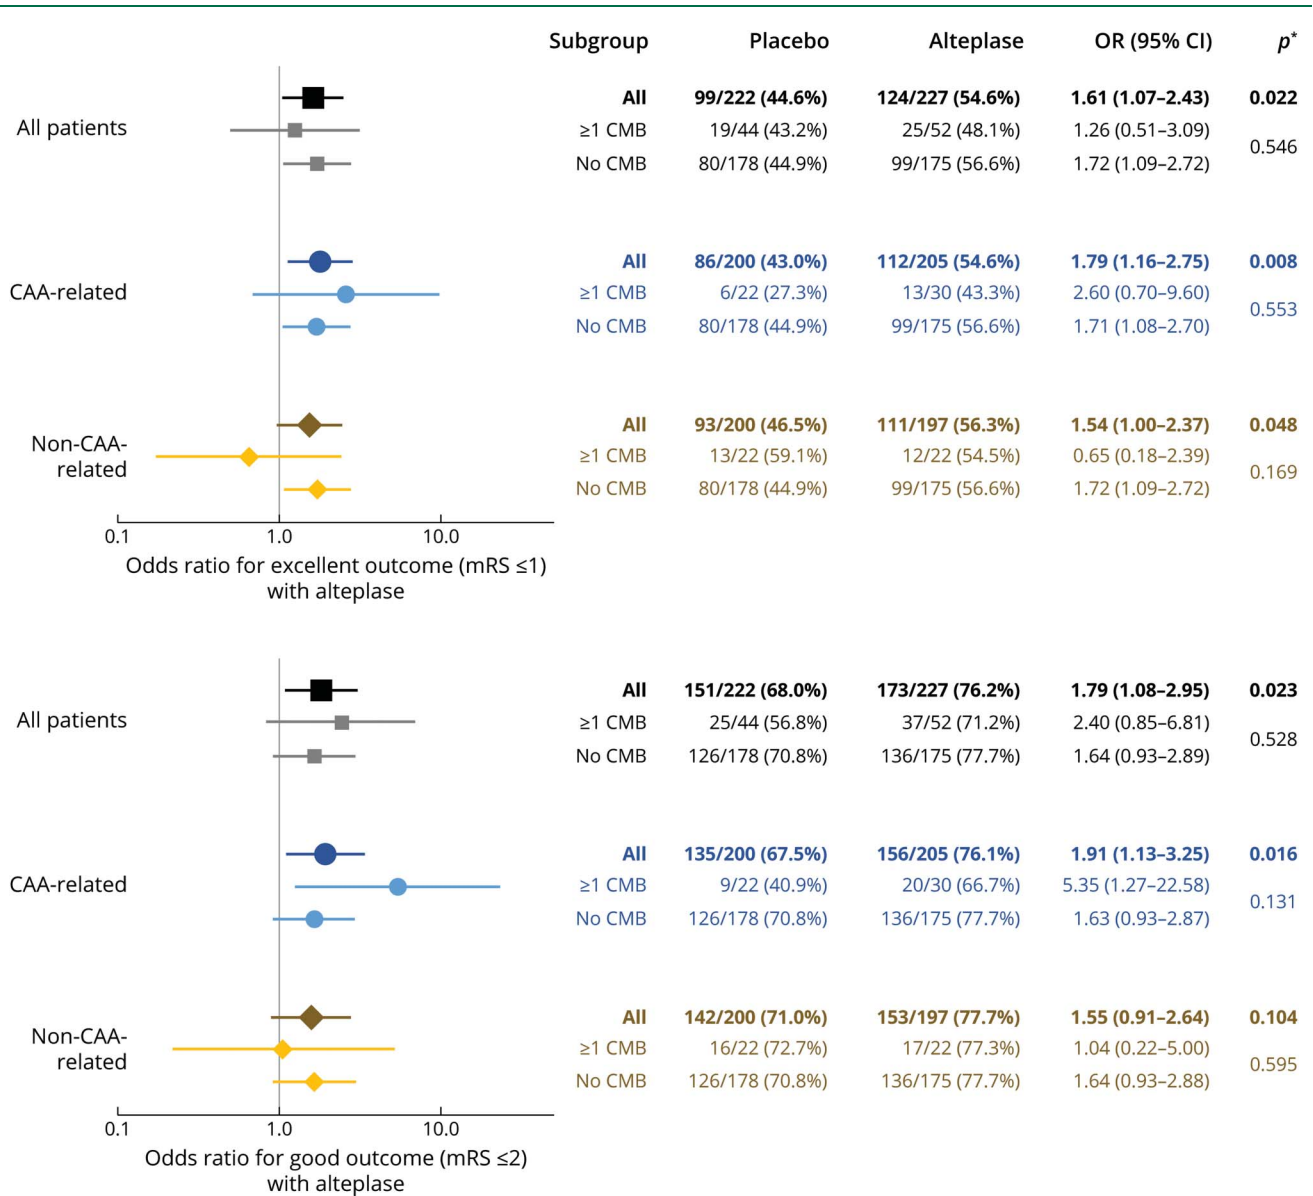 Subgroup Placebo Alteplase OR (95% CI) p*
All 99/222 (44.6%) 124/227 (54.6%) 1.61 (1.07–2.43) 0.022
All patients ≥1 CMB 19/44 (43.2%) 25/52 (48.1%) 1.26 (0.51–3.09) 0.546
No CMB 80/178 (44.9%) 99/175 (56.6%) 1.72 (1.09–2.72)
All 86/200 (43.0%) 112/205 (54.6%) 1.79 (1.16–2.75) 0.008
CAA-related ≥1 CMB 6/22 (27.3%) 13/30 (43.3%) 2.60 (0.70–9.60) 0.553
No CMB 80/178 (44.9%) 99/175 (56.6%) 1.71 (1.08–2.70)
All 93/200 (46.5%) 111/197 (56.3%) 1.54 (1.00–2.37) 0.048
Non-CAA-
related ≥1 CMB 13/22 (59.1%) 12/22 (54.5%) 0.65 (0.18–2.39) 0.169
No CMB 80/178 (44.9%) 99/175 (56.6%) 1.72 (1.09–2.72)
0.1 1.0 10.0
Odds ratio for excellent outcome (mRS ≤1)
with alteplase
All 151/222 (68.0%) 173/227 (76.2%) 1.79 (1.08–2.95) 0.023
All patients ≥1 CMB 25/44 (56.8%) 37/52 (71.2%) 2.40 (0.85–6.81) 0.528
No CMB 126/178 (70.8%) 136/175 (77.7%) 1.64 (0.93–2.89)
All 135/200 (67.5%) 156/205 (76.1%) 1.91 (1.13–3.25) 0.016
CAA-related ≥1 CMB 9/22 (40.9%) 20/30 (66.7%) 5.35 (1.27–22.58) 0.131
No CMB 126/178 (70.8%) 136/175 (77.7%) 1.63 (0.93–2.87)
All 142/200 (71.0%) 153/197 (77.7%) 1.55 (0.91–2.64) 0.104
Non-CAA-
related ≥1 CMB 16/22 (72.7%) 17/22 (77.3%) 1.04 (0.22–5.00) 0.595
No CMB 126/178 (70.8%) 136/175 (77.7%) 1.64 (0.93–2.88)
0.1 1.0 10.0
Odds ratio for good outcome (mRS ≤2)
with alteplase